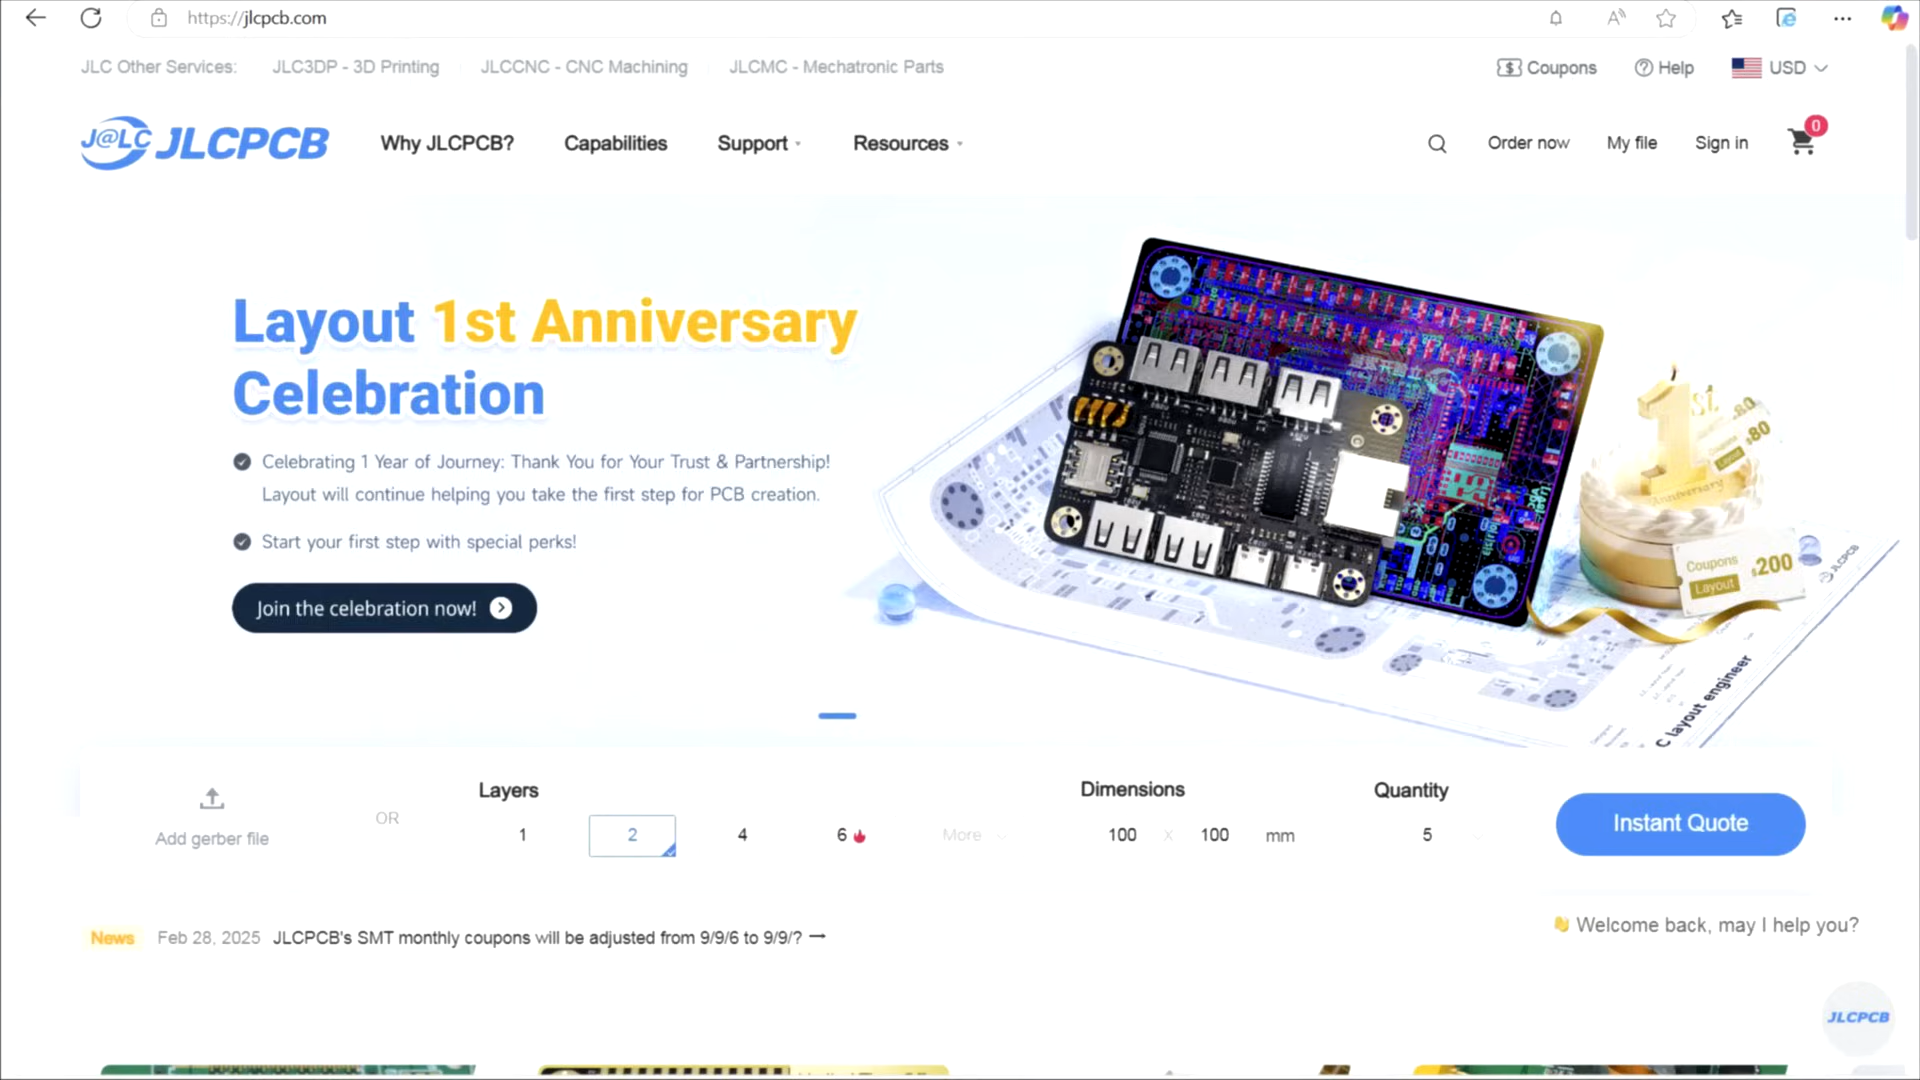 https://jlcpcb.com
JLC Other Services:
JLC3DP - 3D Printing
JLCCNC - CNC Machining
JLCMC - Mechatronic Parts
Coupons
Help
USD
J@LC JLCPCB
Why JLCPCB?
Capabilities
Support
Resources
Order now
My file
Sign in
0
Layout 1st Anniversary
Celebration
Celebrating 1 Year of Journey: Thank You for Your Trust & Partnership!
Layout will continue helping you take the first step for PCB creation.
Start your first step with special perks!
Join the celebration now!
1st
Anniversary
$80
Coupons
Layout
$200
JLCPCB
C layout engineer
Add gerber file
OR
Layers
1
2
4
6
More
Dimensions
100 x 100 mm
Quantity
5
Instant Quote
News
Feb 28, 2025
JLCPCB's SMT monthly coupons will be adjusted from 9/9/6 to 9/9/? →
Welcome back, may I help you?
JLCPCB